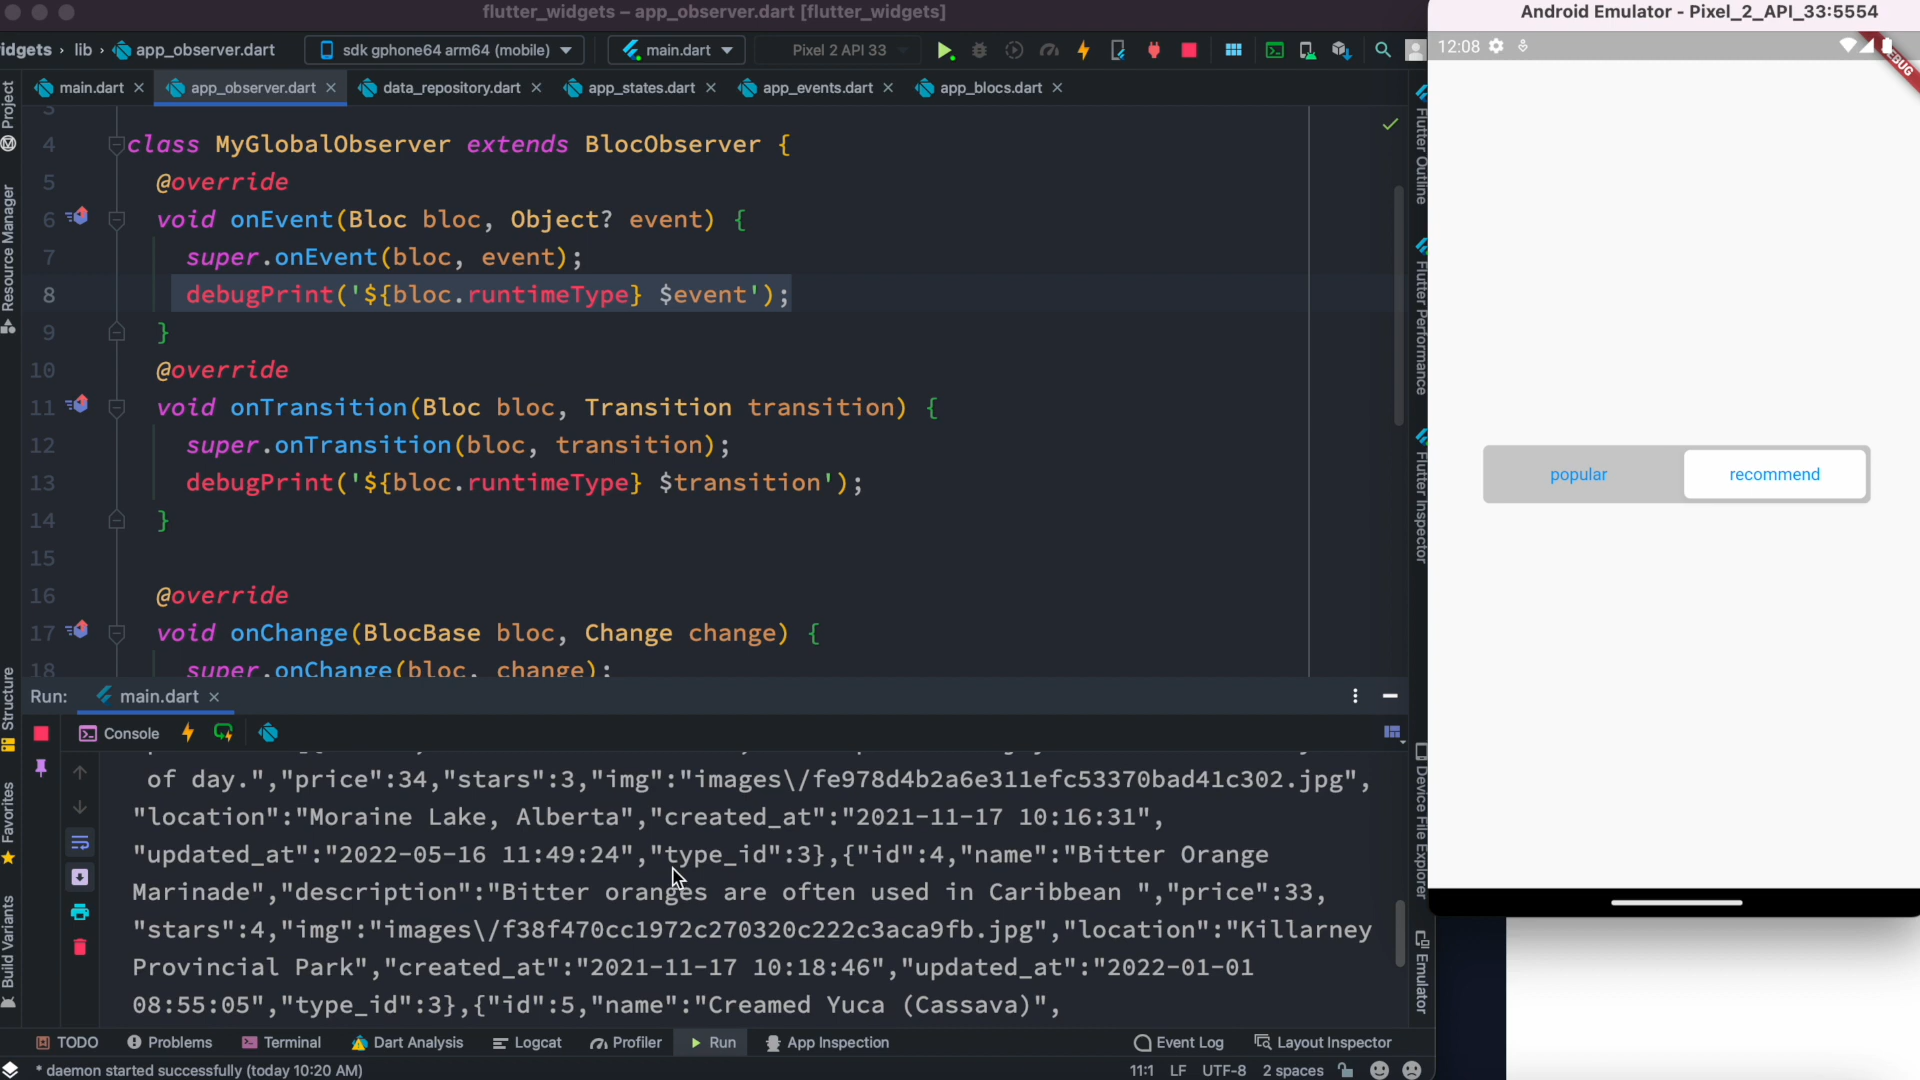 flutter_widgets – app_observer.dart [flutter_widgets]
Android Emulator - Pixel_2_API_33:5554
idgets › lib › app_observer.dart
sdk gphone64 arm64 (mobile)
main.dart
Pixel 2 API 33
12:08
main.dart
app_observer.dart
data_repository.dart
app_states.dart
app_events.dart
app_blocs.dart
Project
Resource Manager
Structure
Favorites
Build Variants
4 class MyGlobalObserver extends BlocObserver {
5 @override
6 void onEvent(Bloc bloc, Object? event) {
7 super.onEvent(bloc, event);
8 debugPrint('${bloc.runtimeType} $event');
9 }
10 @override
11 void onTransition(Bloc bloc, Transition transition) {
12 super.onTransition(bloc, transition);
13 debugPrint('${bloc.runtimeType} $transition');
14 }
15
16 @override
17 void onChange(BlocBase bloc, Change change) {
18 super.onChange(bloc, change);
Flutter Outline
Flutter Performance
Flutter Inspector
Device File Explorer
Emulator
popular
recommend
Run: main.dart
Console
of day.","price":34,"stars":3,"img":"images\/fe978d4b2a6e311efc53370bad41c302.jpg",
"location":"Moraine Lake, Alberta","created_at":"2021-11-17 10:16:31",
"updated_at":"2022-05-16 11:49:24","type_id":3},{"id":4,"name":"Bitter Orange
Marinade","description":"Bitter oranges are often used in Caribbean ","price":33,
"stars":4,"img":"images\/f38f470cc1972c270320c222c3aca9fb.jpg","location":"Killarney
Provincial Park","created_at":"2021-11-17 10:18:46","updated_at":"2022-01-01
08:55:05","type_id":3},{"id":5,"name":"Creamed Yuca (Cassava)",
TODO
Problems
Terminal
Dart Analysis
Logcat
Profiler
Run
App Inspection
Event Log
Layout Inspector
* daemon started successfully (today 10:20 AM)
11:1 LF UTF-8 2 spaces